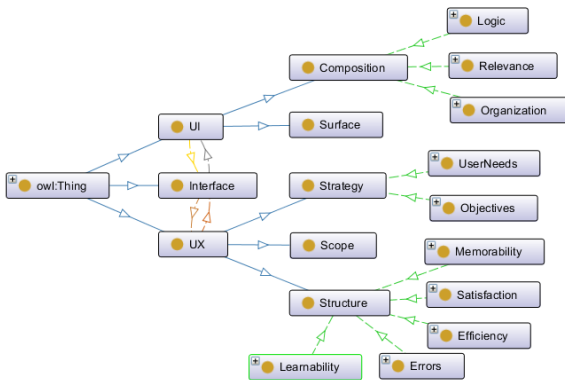 Logic
Composition
Relevance
Organization
UI
Surface
UserNeeds
owl:Thing
Interface
Strategy
Objectives
UX
Scope
Memorability
Structure
Satisfaction
Efficiency
Learnability
Errors